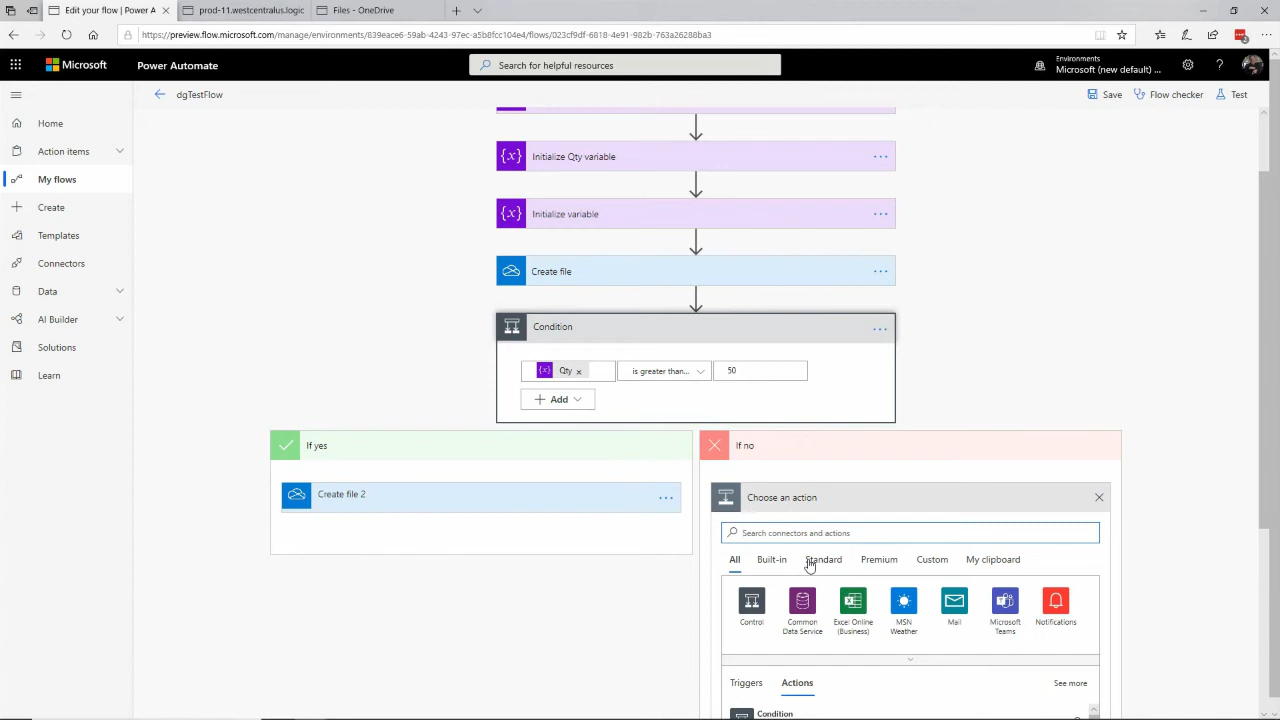 Edit your flow | Power A
prod-11.westcentralus.logic
Files - OneDrive
https://preview.flow.microsoft.com/manage/environments/839eace6-59ab-4243-97ec-a5b8fcc104e4/flows/023cf9df-6818-4e91-982b-763a26288ba3
Microsoft
Power Automate
Search for helpful resources
Environments
Microsoft (new default) ...
dgTestFlow
Save
Flow checker
Test
Home
Action items
My flows
Create
Templates
Connectors
Data
AI Builder
Solutions
Learn
{x} Initialize Qty variable
{x} Initialize variable
Create file
Condition
{x} Qty
is greater than...
50
Add
If yes
Create file 2
If no
Choose an action
Search connectors and actions
All Built-in Standard Premium Custom My clipboard
Control
Common Data Service
Excel Online (Business)
MSN Weather
Mail
Microsoft Teams
Notifications
Triggers Actions See more
Condition